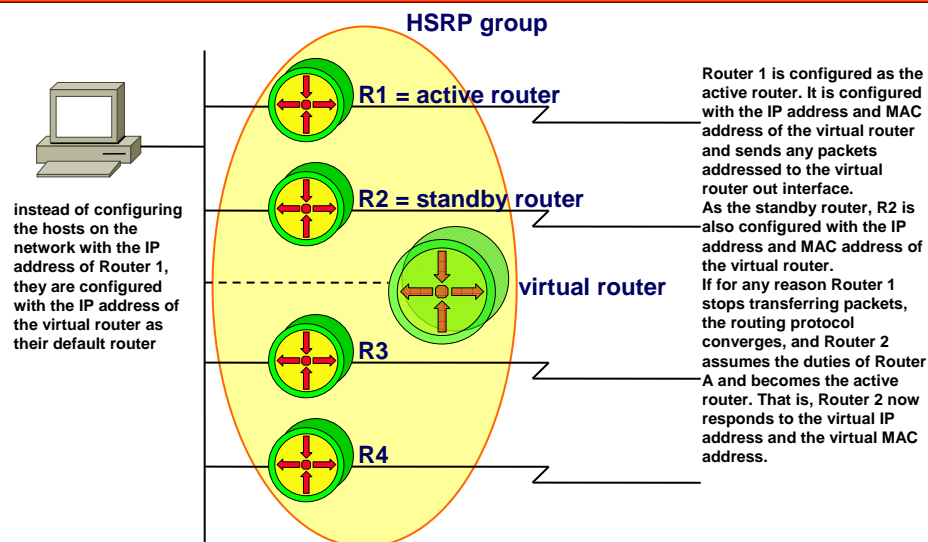 HSRP group
R1 = active router
R2 = standby router
virtual router
R3
R4
instead of configuring
the hosts on the
network with the IP
address of Router 1,
they are configured
with the IP address of
the virtual router as
their default router
Router 1 is configured as the
active router. It is configured
with the IP address and MAC
address of the virtual router
and sends any packets
addressed to the virtual
router out interface.
As the standby router, R2 is
also configured with the IP
address and MAC address of
the virtual router.
If for any reason Router 1
stops transferring packets,
the routing protocol
converges, and Router 2
assumes the duties of Router
A and becomes the active
router. That is, Router 2 now
responds to the virtual IP
address and the virtual MAC
address.